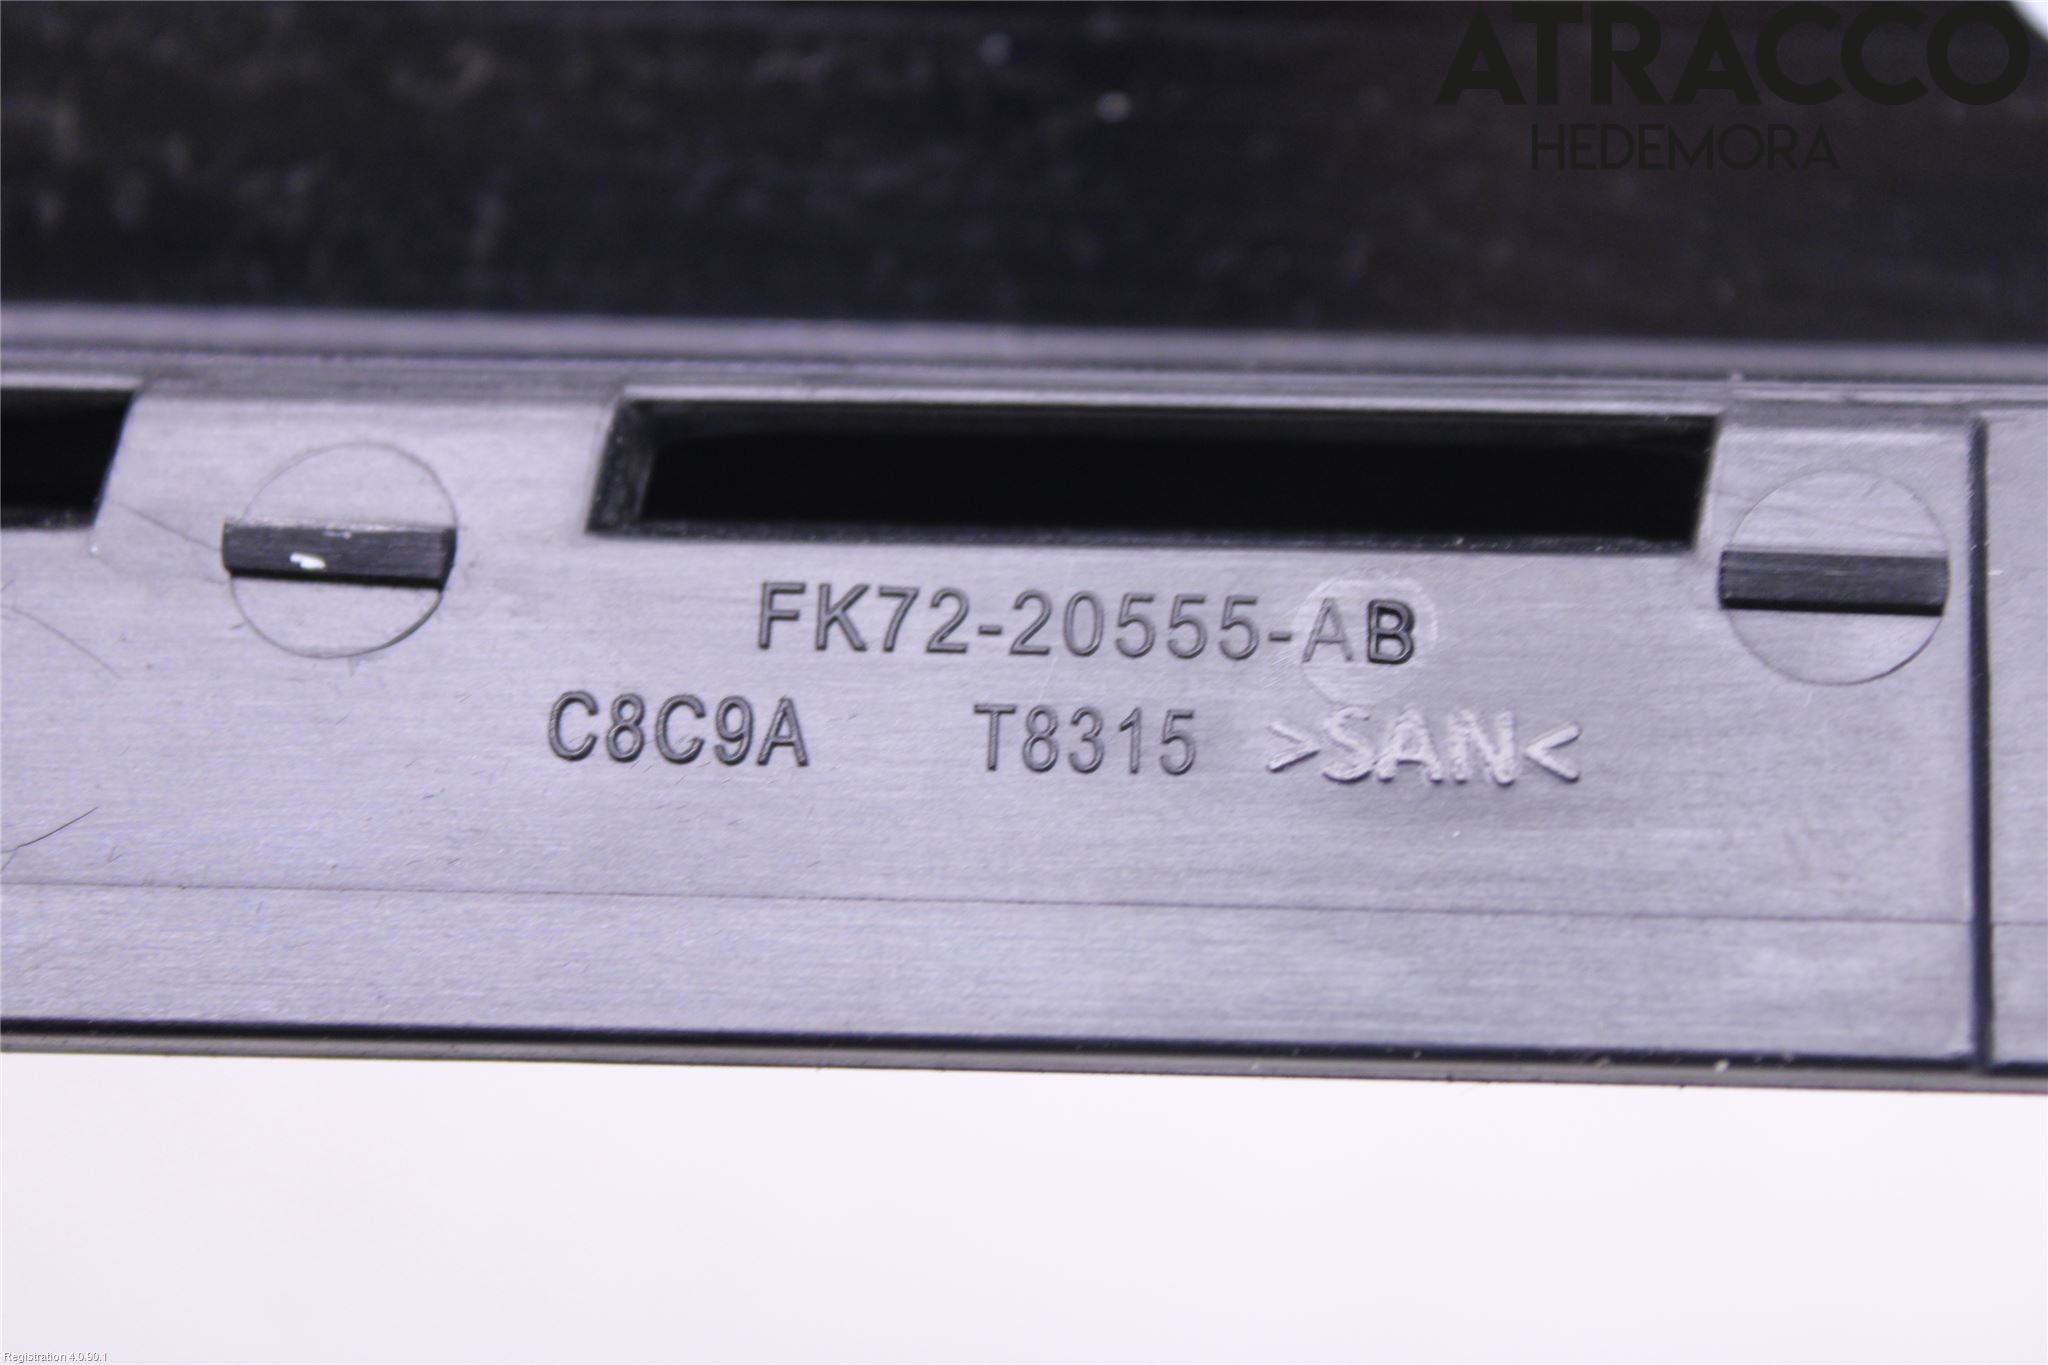 ATRACCO
HEDEMORA
FK72-20555-AB
C8C9A T8315 >SAN<
Registration 4.0.90.1